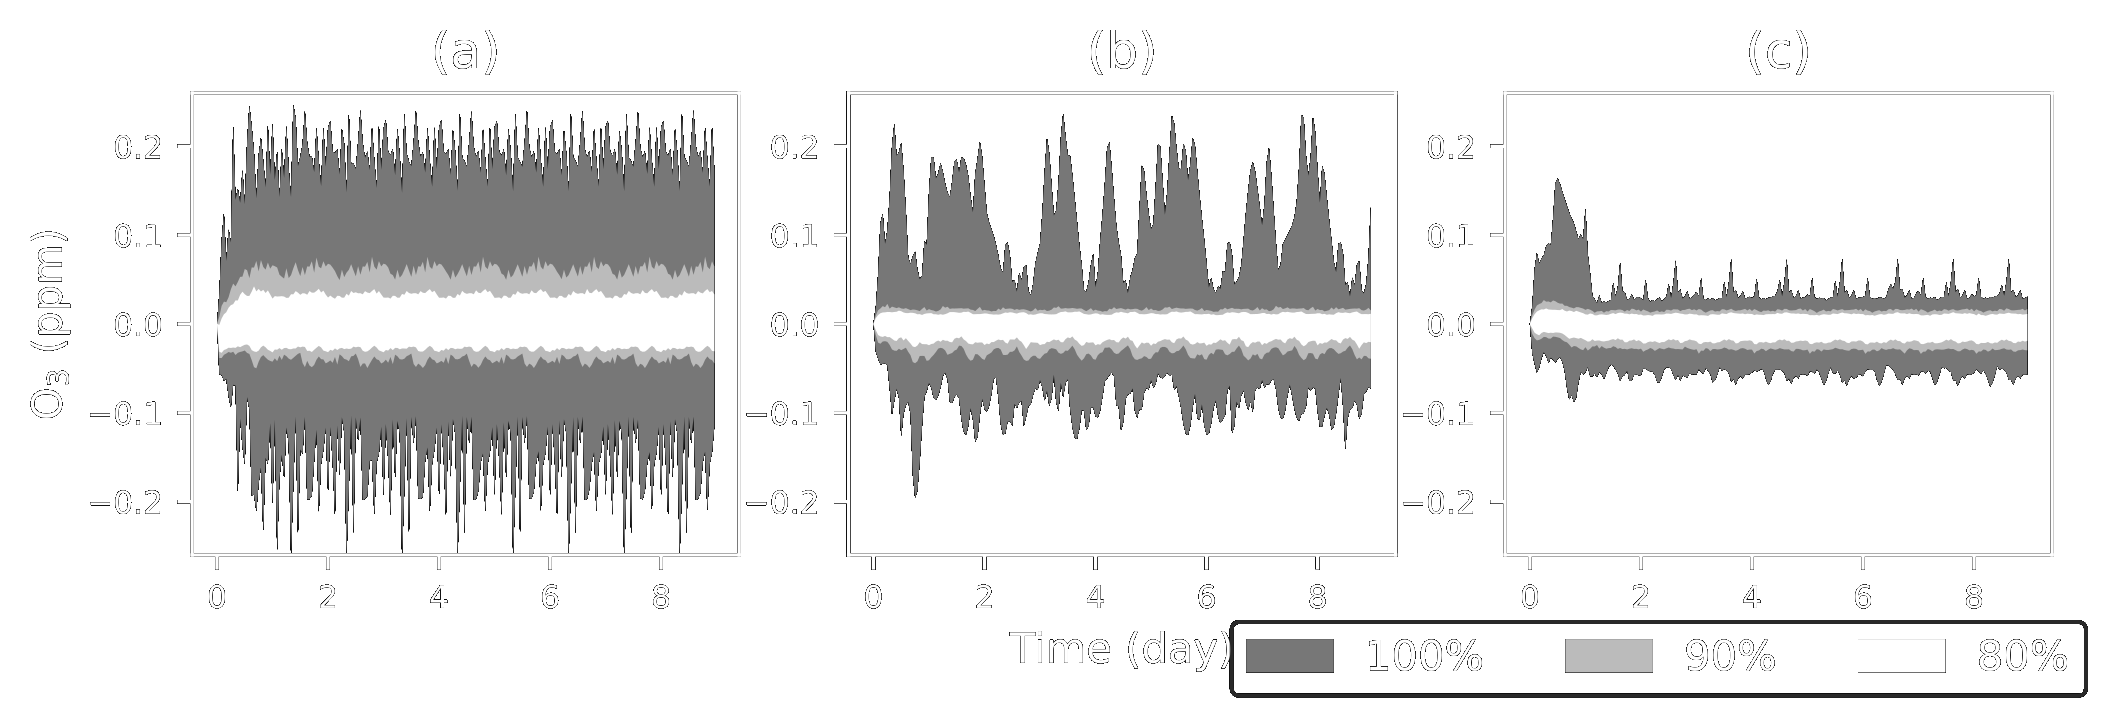 (a) (b) (c)
O₃ (ppm)
0.2 0.2 0.2
0.1 0.1 0.1
0.0 0.0 0.0
−0.1 −0.1 −0.1
−0.2 −0.2 −0.2
0 2 4 6 8 0 2 4 6 8 0 2 4 6 8
Time (day) 100% 90% 80%